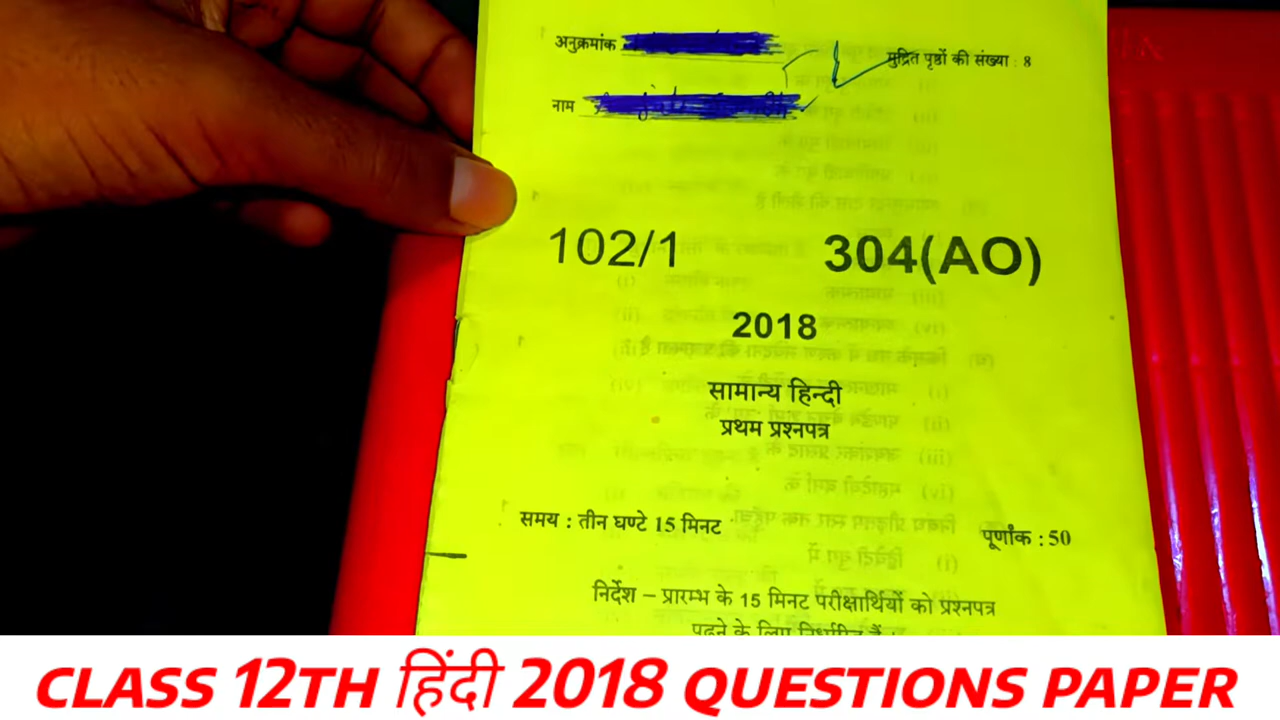 अनुक्रमांक
मुद्रित पृष्ठों की संख्या : 8
नाम
102/1 304(AO)
2018
सामान्य हिन्दी
प्रथम प्रश्नपत्र
समय : तीन घण्टे 15 मिनट पूर्णांक : 50
निर्देश – प्रारम्भ के 15 मिनट परीक्षार्थियों को प्रश्नपत्र
पढ़ने के लिए निर्धारित हैं।
CLASS 12TH हिंदी 2018 QUESTIONS PAPER